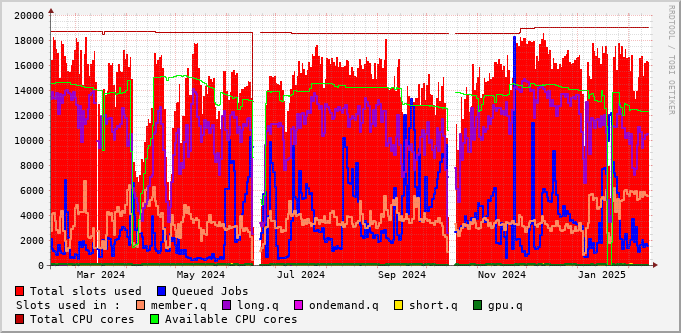 20000
18000
16000
14000
12000
10000
8000
6000
4000
2000
0
Mar 2024 May 2024 Jul 2024 Sep 2024 Nov 2024 Jan 2025
RRDTOOL / TOBI OETIKER
Total slots used Queued Jobs
Slots used in : member.q long.q ondemand.q short.q gpu.q
Total CPU cores Available CPU cores